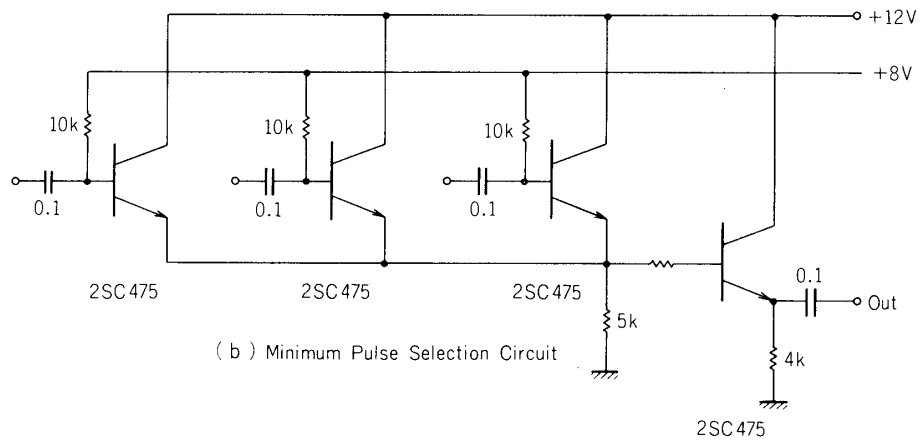 +12V
+8V
10k
10k
10k
0.1
0.1
0.1
0.1
2SC475
2SC475
2SC475
Out
5k
(b) Minimum Pulse Selection Circuit
4k
2SC475